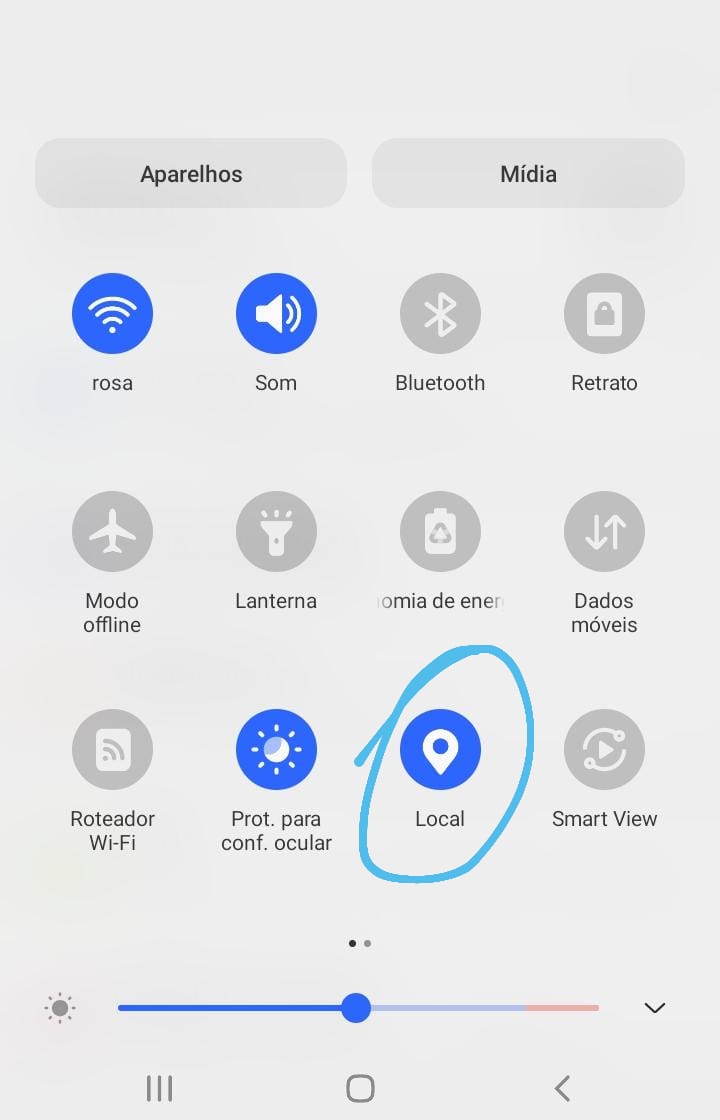 Aparelhos
Mídia
rosa
Som
Bluetooth
Retrato
Modo
offline
Lanterna
omia de ener
Dados
móveis
Roteador
Wi-Fi
Prot. para
conf. ocular
Local
Smart View